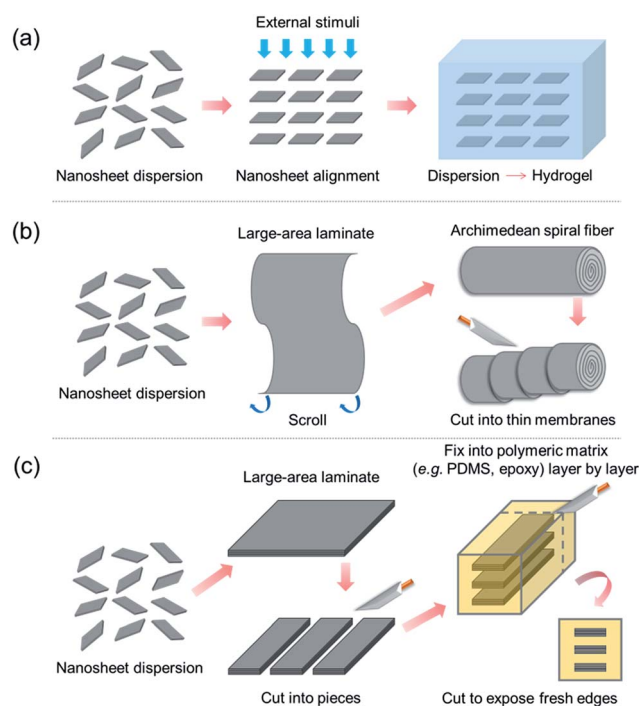 (a)
External stimuli
Nanosheet dispersion
Nanosheet alignment
Dispersion → Hydrogel
(b)
Large-area laminate
Archimedean spiral fiber
Nanosheet dispersion
Scroll
Cut into thin membranes
(c)
Fix into polymeric matrix
(e.g. PDMS, epoxy) layer by layer
Large-area laminate
Nanosheet dispersion
Cut into pieces
Cut to expose fresh edges